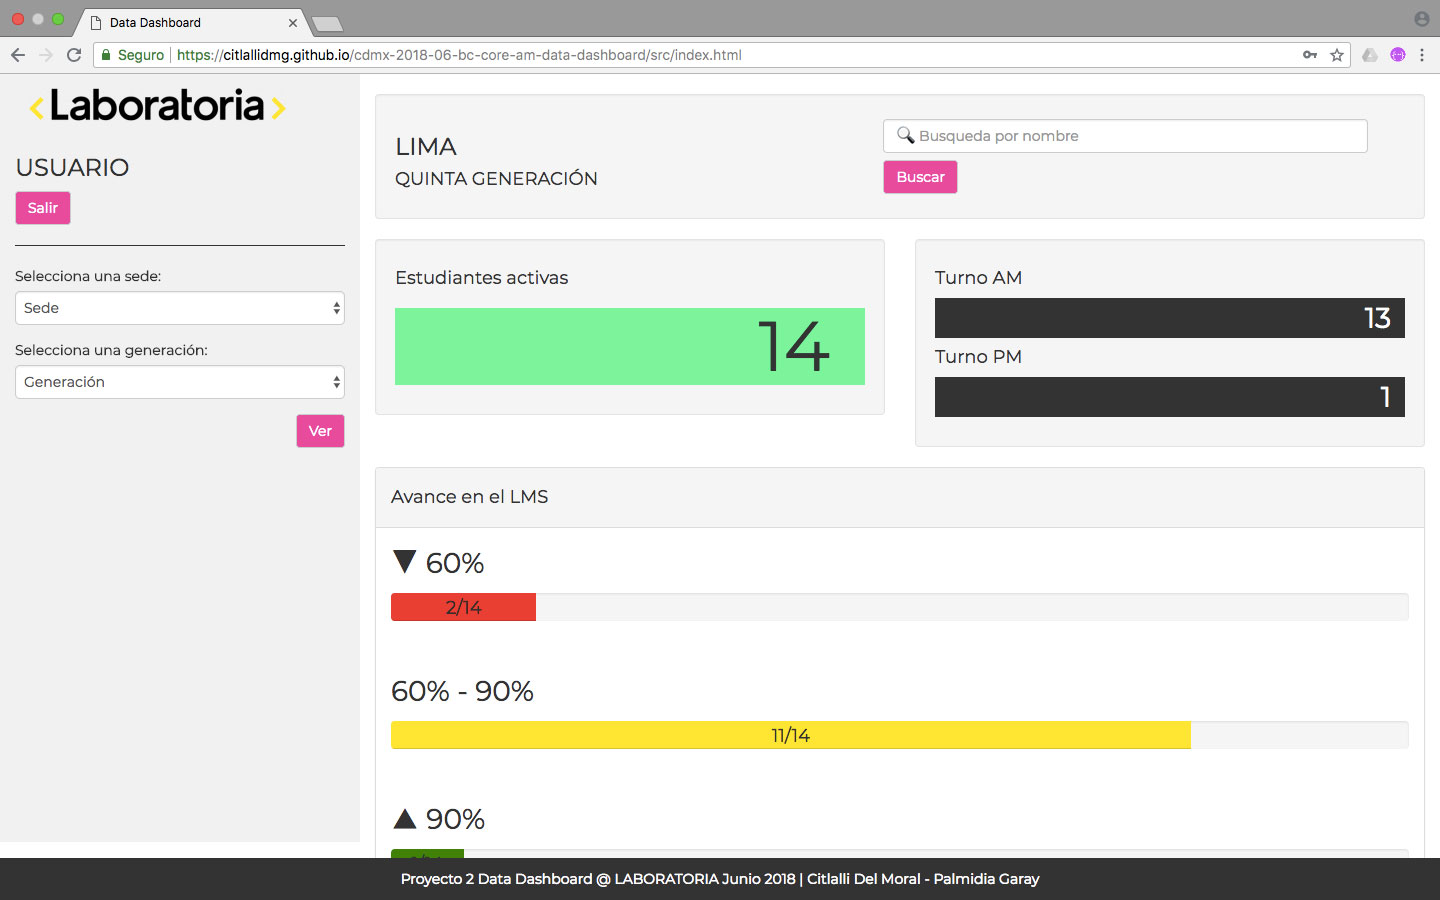 Data Dashboard
Seguro
https://citlallidmg.github.io/cdmx-2018-06-bc-core-am-data-dashboard/src/index.html
<Laboratoria>
USUARIO
Salir
Selecciona una sede:
Sede
Selecciona una generación:
Generación
Ver
LIMA
QUINTA GENERACIÓN
Busqueda por nombre
Buscar
Estudiantes activas
14
Turno AM
13
Turno PM
1
Avance en el LMS
▼ 60%
2/14
60% - 90%
11/14
▲ 90%
Proyecto 2 Data Dashboard @ LABORATORIA Junio 2018 | Citlalli Del Moral - Palmidia Garay